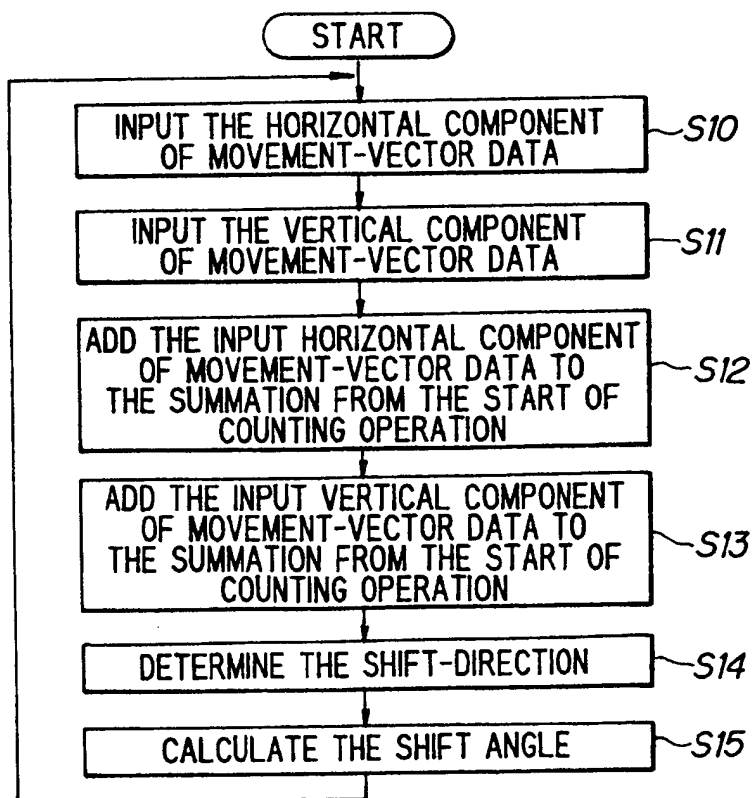 START
INPUT THE HORIZONTAL COMPONENT
OF MOVEMENT-VECTOR DATA
S10
INPUT THE VERTICAL COMPONENT
OF MOVEMENT-VECTOR DATA
S11
ADD THE INPUT HORIZONTAL COMPONENT
OF MOVEMENT-VECTOR DATA TO
THE SUMMATION FROM THE START OF
COUNTING OPERATION
S12
ADD THE INPUT VERTICAL COMPONENT
OF MOVEMENT-VECTOR DATA TO
THE SUMMATION FROM THE START OF
COUNTING OPERATION
S13
DETERMINE THE SHIFT-DIRECTION
S14
CALCULATE THE SHIFT ANGLE
S15